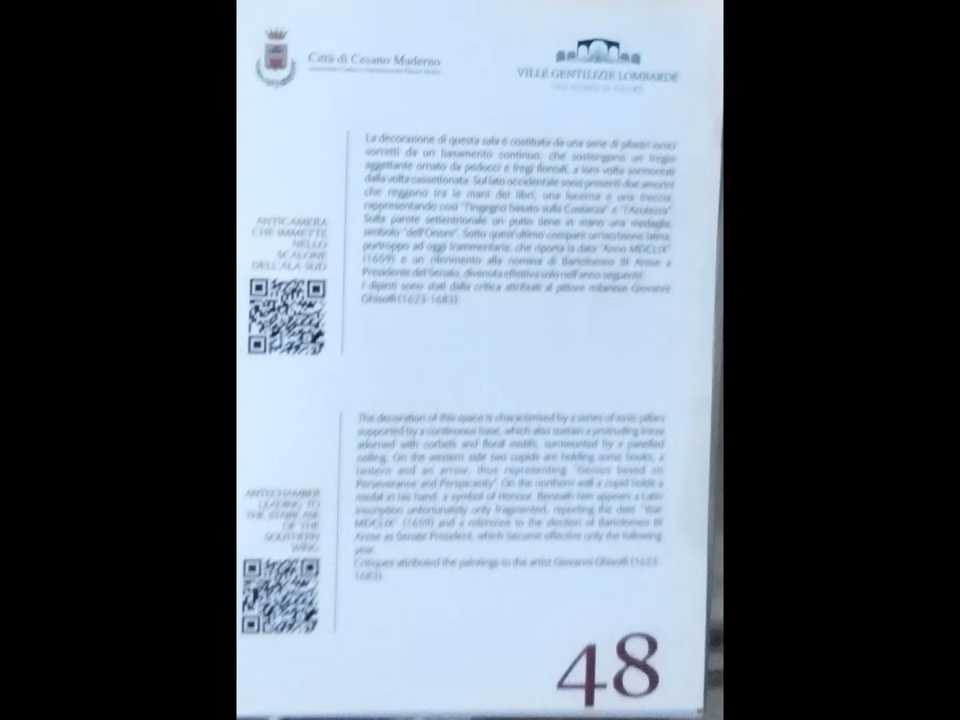 Città di Cesano Maderno
VILLE GENTILIZIE LOMBARDE
La decorazione di questa sala è costituita da una serie di pilastri ionici
sorretti da un basamento continuo, che sostengono un fregio
aggettante ornato da peducci e fregi floreali, a loro volta sormontati
dalla volta cassettonata. Sul lato occidentale sono presenti due amorini
che reggono tra le mani dei libri, una lucerna e una freccia,
rappresentando così "l'Ingegno basato sulla Costanza" e "l'Acutezza".
Sulla parete settentrionale un putto tiene in mano una medaglia,
simbolo "dell'Onore". Sotto quest'ultimo compare un'iscrizione latina,
purtroppo ad oggi frammentaria, che riporta la data "Anno MDCLIX"
(1659) e un riferimento alla nomina di Bartolomeo III Arese a
Presidente del Senato, divenuta effettiva solo nell'anno seguente.
I dipinti sono stati dalla critica attribuiti al pittore milanese Giovanni
Ghisolfi (1623-1683).
ANTICAMERA
CHE IMMETTE
NELLO
SCALONE
DELL'ALA SUD
The decoration of this space is characterised by a series of ionic pillars
supported by a continuous base, which also sustain a protruding frieze
adorned with corbels and floral motifs, surmounted by a panelled
ceiling. On the western side two cupids are holding some books, a
lantern and an arrow, thus representing "Genius based on
Perseverance and Perspicacity". On the northern wall a cupid holds a
medal in his hand, a symbol of Honour. Beneath him appears a Latin
inscription unfortunately only fragmented, reporting the date "Year
MDCLIX" (1659) and a reference to the election of Bartolomeo III
Arese as Senate President, which became effective only the following
year.
Critiques attributed the paintings to the artist Giovanni Ghisolfi (1623-
1683).
ANTECHAMBER
LEADING TO
THE STAIRCASE
OF THE
SOUTHERN
WING
48